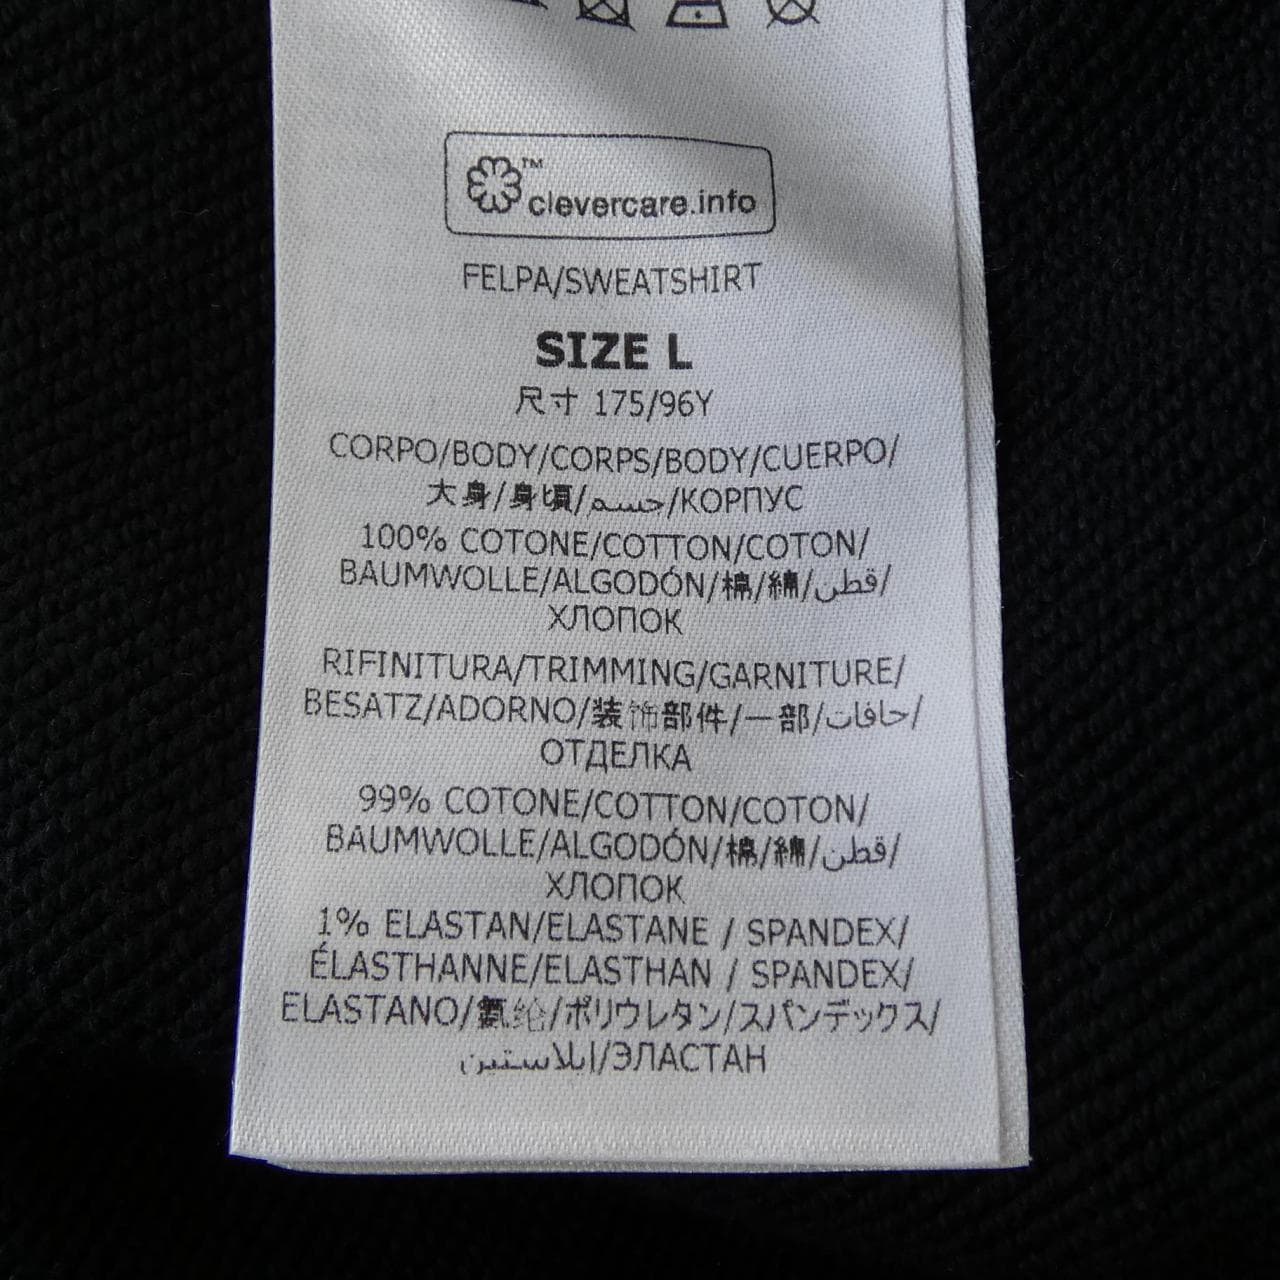 ™
clevercare.info
FELPA/SWEATSHIRT
SIZE L
尺寸 175/96Y
CORPO/BODY/CORPS/BODY/CUERPO/
大身/身頃/جسم/КОРПУС
100% COTONE/COTTON/COTON/
BAUMWOLLE/ALGODÓN/棉/綿/قطن/
ХЛОПОК
RIFINITURA/TRIMMING/GARNITURE/
BESATZ/ADORNO/装饰部件/一部/حافات/
ОТДЕЛКА
99% COTONE/COTTON/COTON/
BAUMWOLLE/ALGODÓN/棉/綿/قطن/
ХЛОПОК
1% ELASTAN/ELASTANE / SPANDEX/
ÉLASTHANNE/ELASTHAN / SPANDEX/
ELASTANO/氨纶/ポリウレタン/スパンデックス/
إيلاستين/ЭЛАСТАН